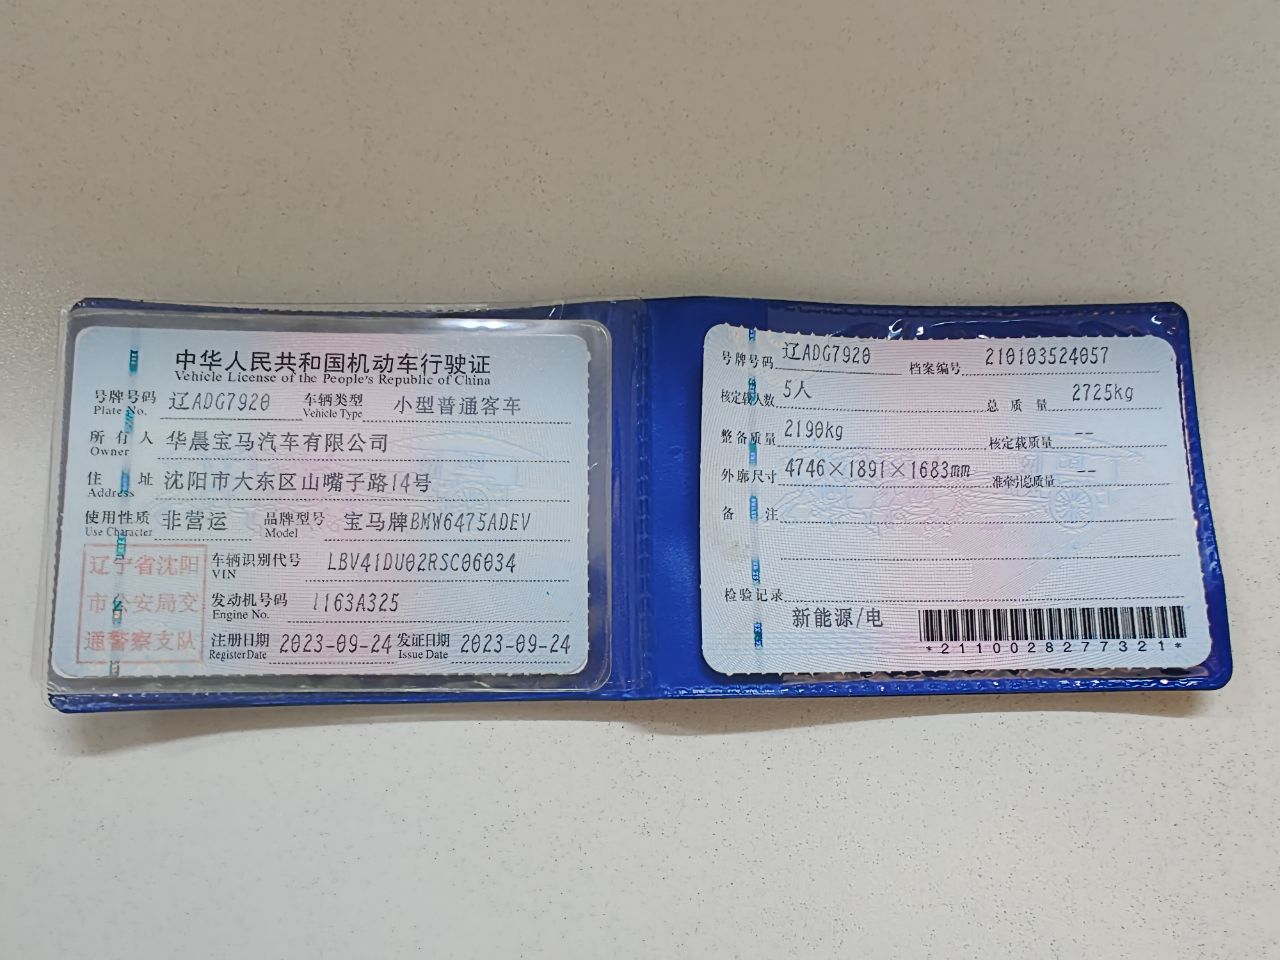 中华人民共和国机动车行驶证
Vehicle License of the People's Republic of China
号牌号码 辽ADG7920 车辆类型 小型普通客车
Plate No. Vehicle Type
所有人 华晨宝马汽车有限公司
Owner
住址 沈阳市大东区山嘴子路14号
Address
使用性质 非营运 品牌型号 宝马牌BMW6475ADEV
Use Character Model
辽宁省沈阳
市公安局交
通警察支队
车辆识别代号 LBV41DU02RSC06034
VIN
发动机号码 1163A325
Engine No.
注册日期 2023-09-24 发证日期 2023-09-24
Register Date Issue Date
号牌号码 辽ADG7920 档案编号 210103524057
核定载人数 5人 总质量 2725kg
整备质量 2190kg 核定载质量 --
外廓尺寸 4746×1891×1683mm 准牵引总质量 --
备注
检验记录
新能源/电
*2110028277321*